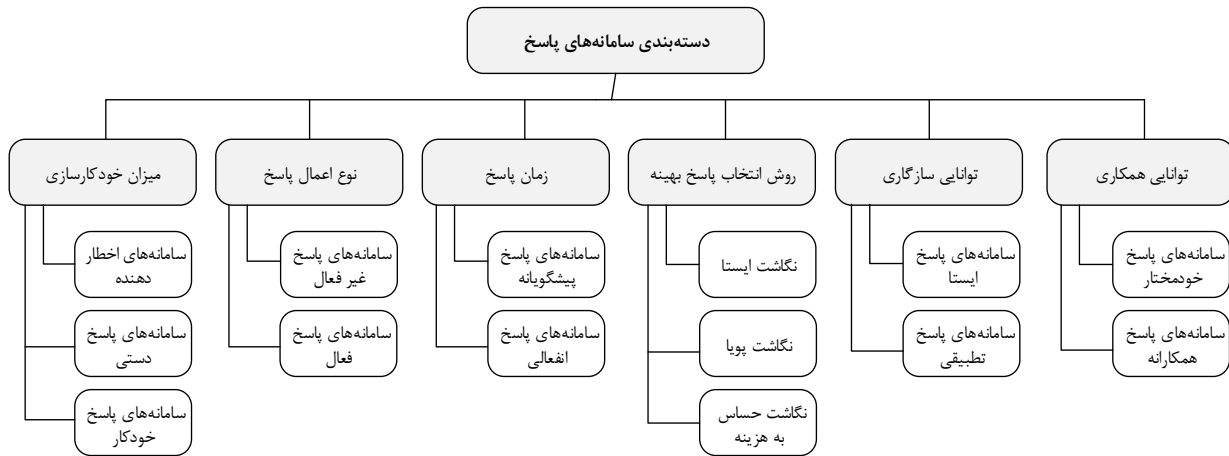 دسته‌بندی سامانه‌های پاسخ
توانایی همکاری
سامانه‌های پاسخ
خودمختار
سامانه‌های پاسخ
همکارانه
توانایی سازگاری
سامانه‌های پاسخ
ایستا
سامانه‌های پاسخ
تطبیقی
روش انتخاب پاسخ بهینه
نگاشت ایستا
نگاشت پویا
نگاشت حساس
به هزینه
زمان پاسخ
سامانه‌های پاسخ
پیشگویانه
سامانه‌های پاسخ
انفعالی
نوع اعمال پاسخ
سامانه‌های پاسخ
غیر فعال
سامانه‌های پاسخ
فعال
میزان خودکارسازی
سامانه‌های اخطار
دهنده
سامانه‌های پاسخ
دستی
سامانه‌های پاسخ
خودکار